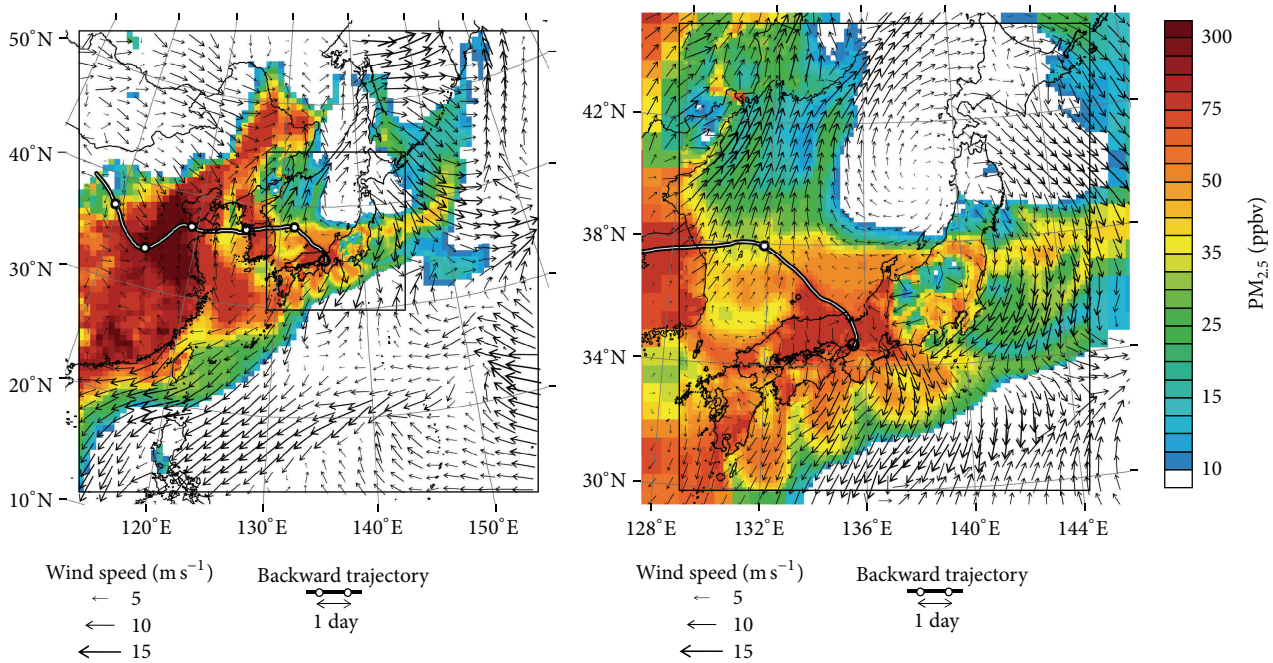 50°N
40°N
30°N
20°N
10°N
120°E
130°E
140°E
150°E
Wind speed (m s⁻¹)
5
10
15
Backward trajectory
1 day
42°N
38°N
34°N
30°N
128°E
132°E
136°E
140°E
144°E
Wind speed (m s⁻¹)
5
10
15
Backward trajectory
1 day
300
75
50
35
25
15
10
PM₂.₅ (ppbv)